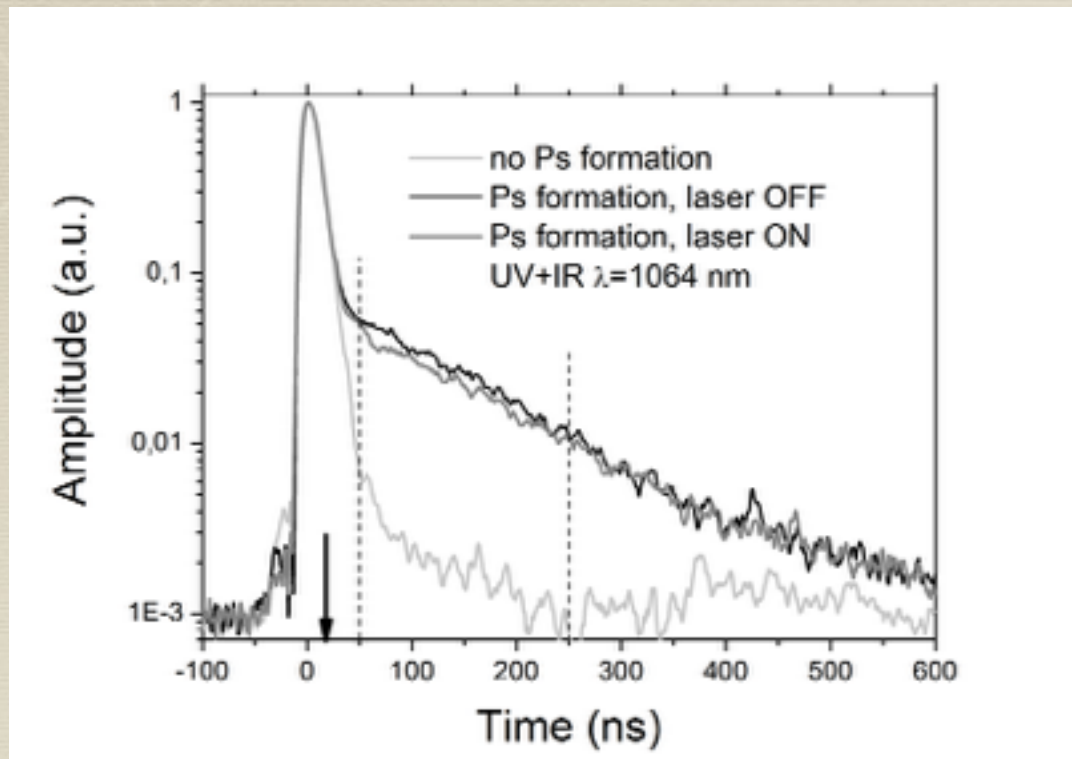 1
0,1
0,01
1E-3
Amplitude (a.u.)
no Ps formation
Ps formation, laser OFF
Ps formation, laser ON
UV+IR λ=1064 nm
-100 0 100 200 300 400 500 600
Time (ns)